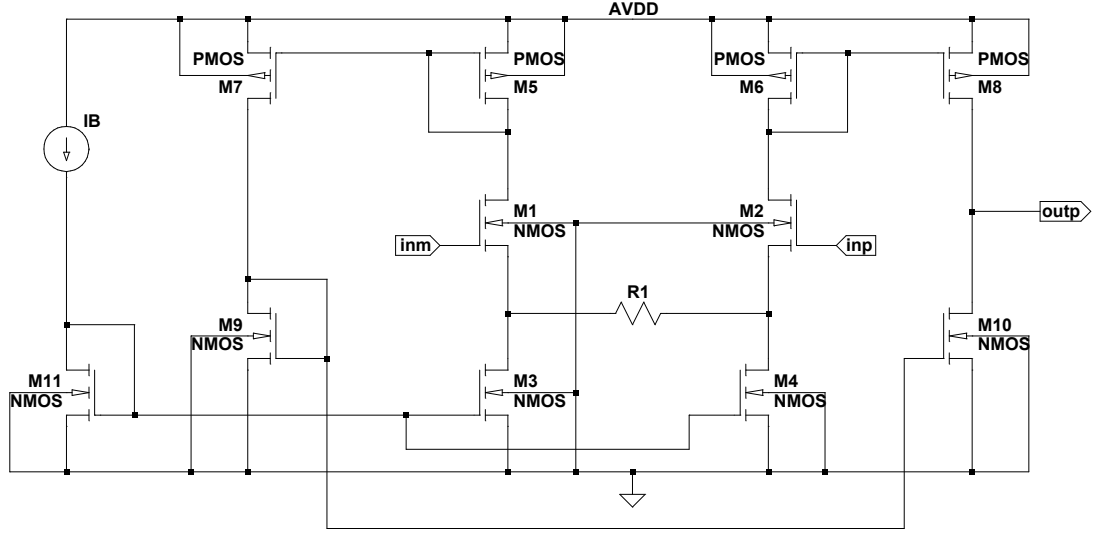 AVDD
PMOS
M7
PMOS
M5
PMOS
M6
PMOS
M8
IB
M1
NMOS
M2
NMOS
outp
inm
inp
R1
M9
NMOS
M10
NMOS
M11
NMOS
M3
NMOS
M4
NMOS